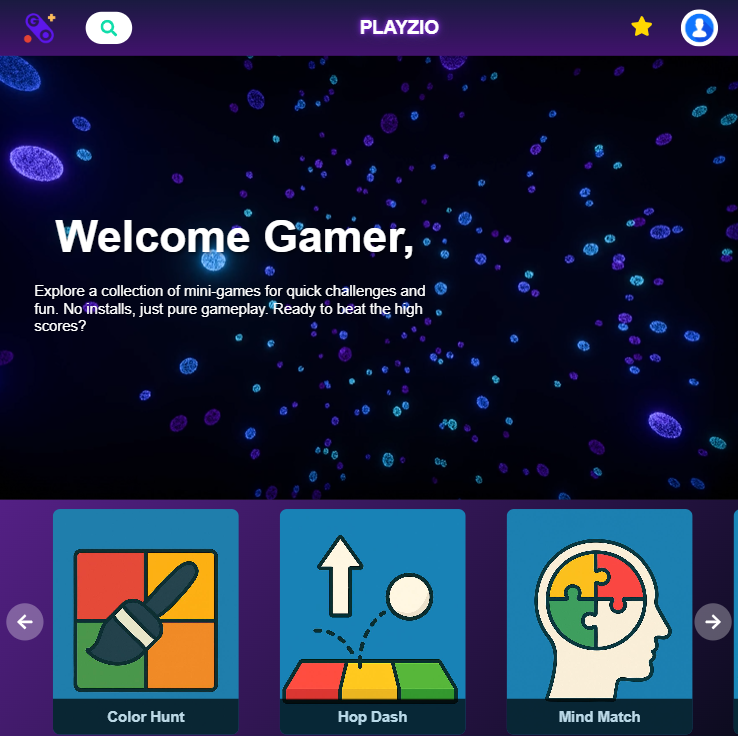 PLAYZIO
Welcome Gamer,
Explore a collection of mini-games for quick challenges and
fun. No installs, just pure gameplay. Ready to beat the high
scores?
Color Hunt
Hop Dash
Mind Match